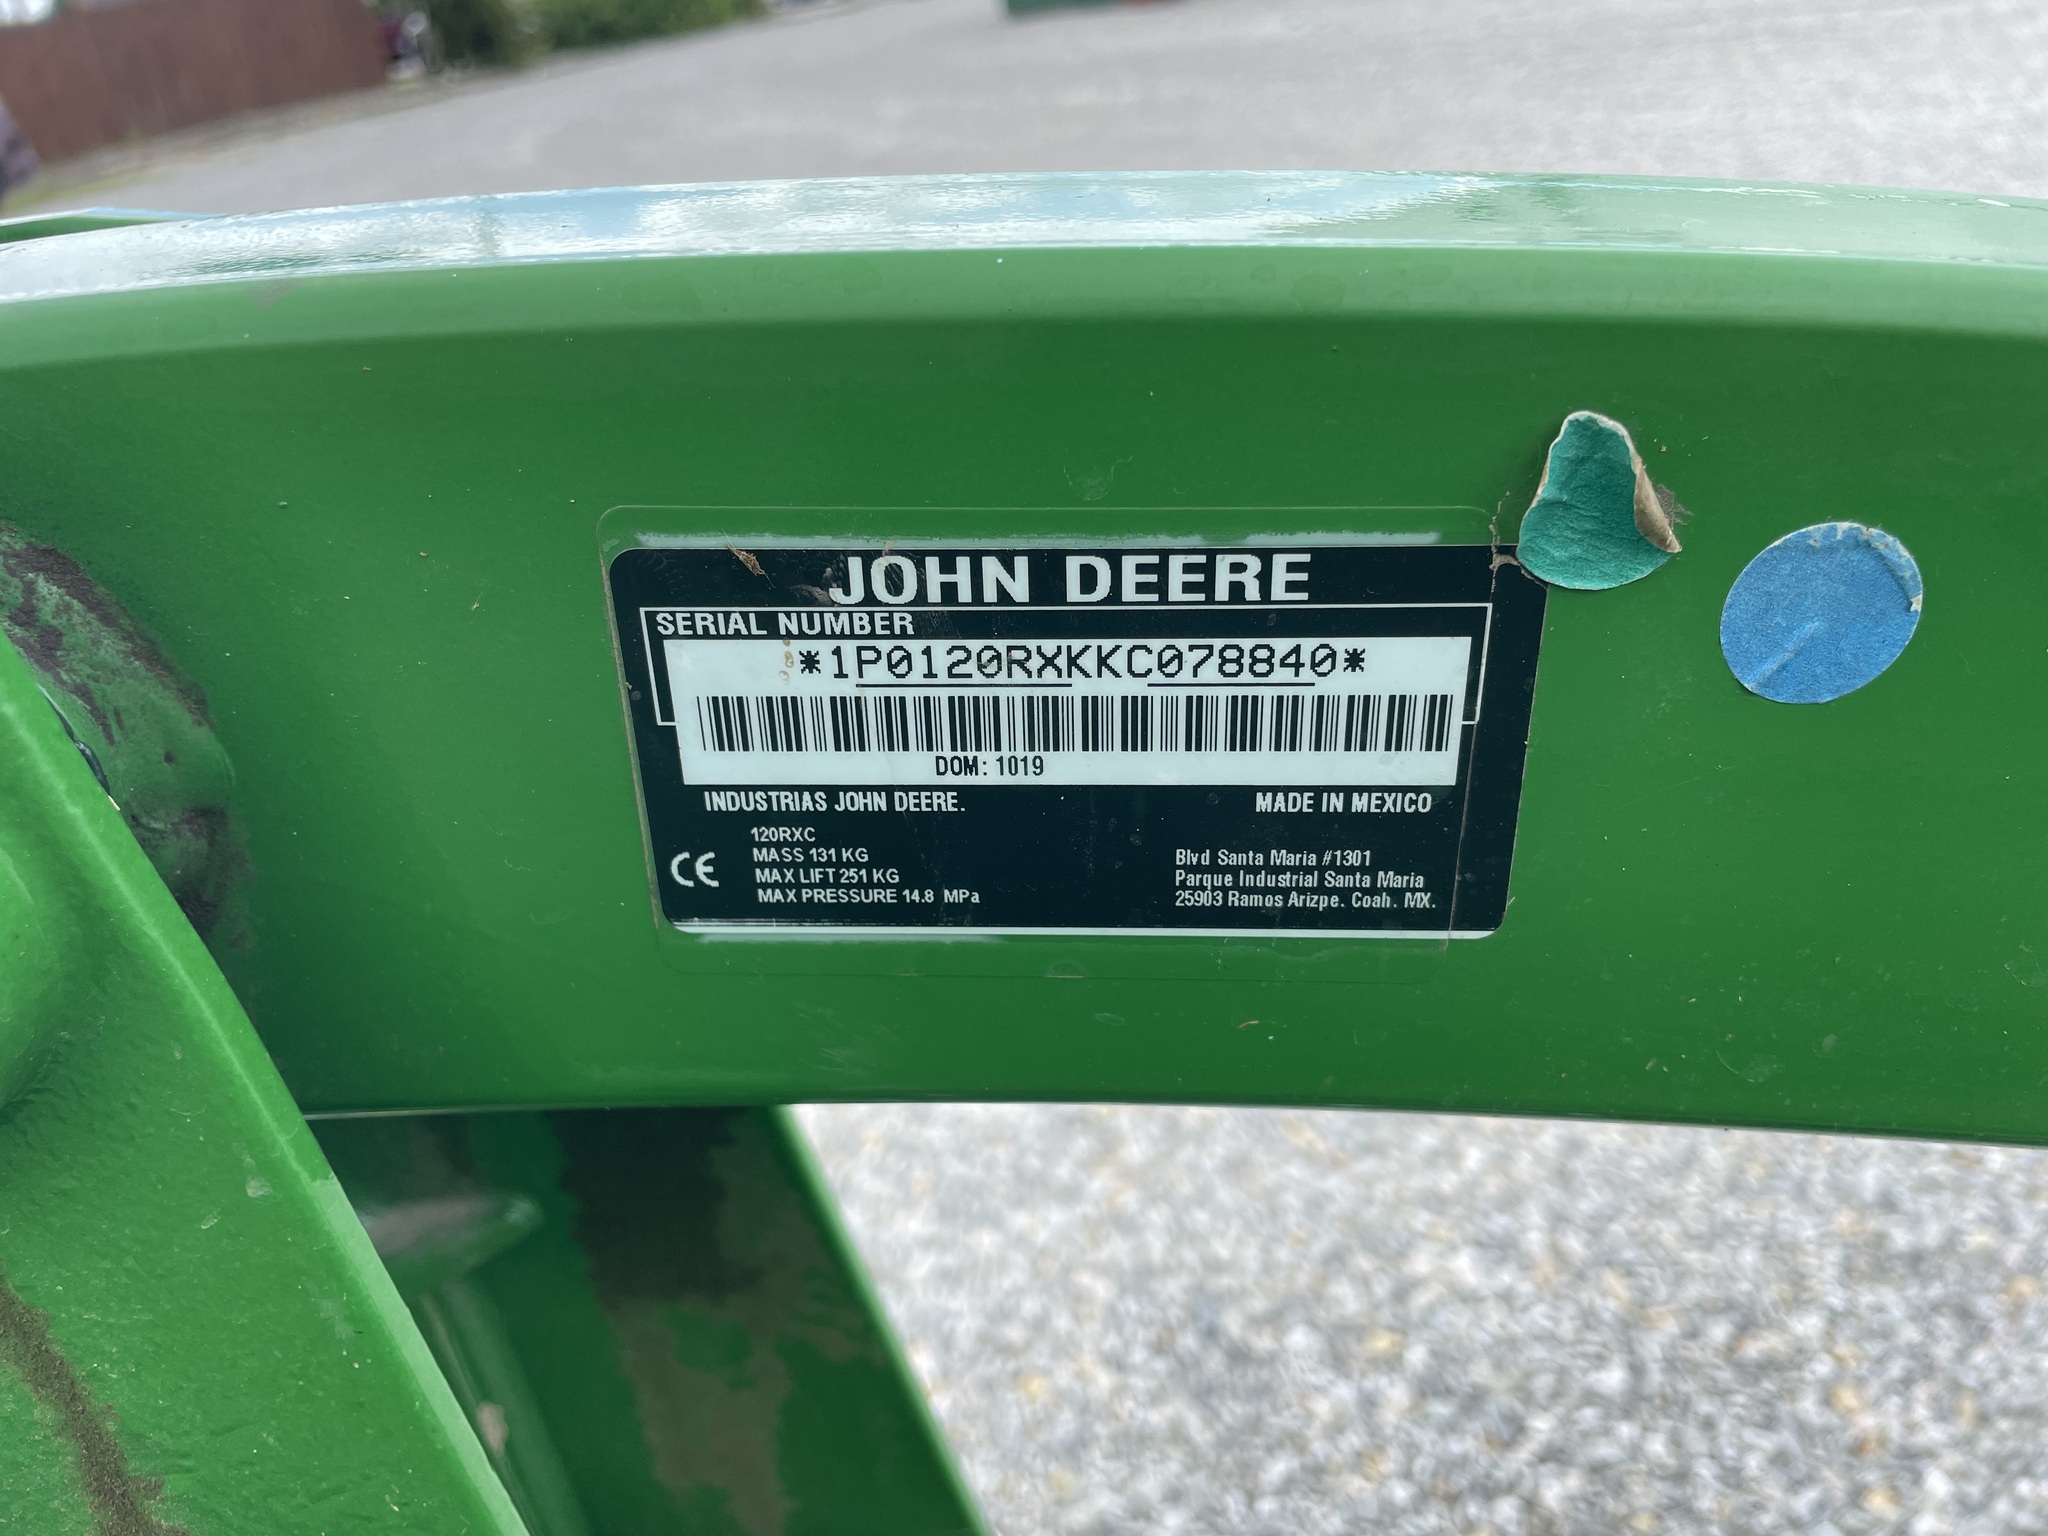 JOHN DEERE
SERIAL NUMBER
*1P0120RXKKC078840*
DOM: 1019
INDUSTRIAS JOHN DEERE. MADE IN MEXICO
120RXC
CE MASS 131 KG
MAX LIFT 251 KG
MAX PRESSURE 14.8 MPa
Blvd Santa Maria #1301
Parque Industrial Santa Maria
25903 Ramos Arizpe. Coah. MX.